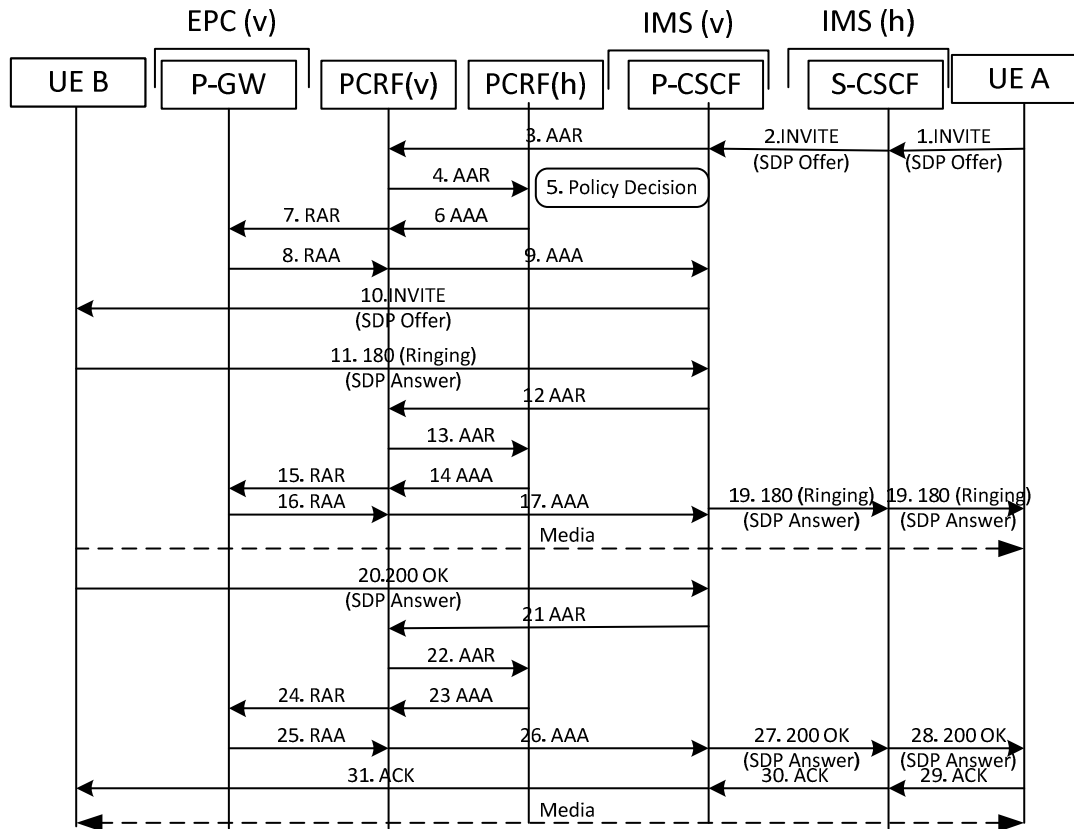 EPC (v)
IMS (v)
IMS (h)
UE B
P-GW
PCRF(v)
PCRF(h)
P-CSCF
S-CSCF
UE A
3. AAR
2.INVITE
1.INVITE
(SDP Offer)
(SDP Offer)
4. AAR
5. Policy Decision
7. RAR
6 AAA
8. RAA
9. AAA
10.INVITE
(SDP Offer)
11. 180 (Ringing)
(SDP Answer)
12 AAR
13. AAR
15. RAR
14 AAA
16. RAA
17. AAA
19. 180 (Ringing)
19. 180 (Ringing)
(SDP Answer)
(SDP Answer)
Media
20.200 OK
(SDP Answer)
21 AAR
22. AAR
24. RAR
23 AAA
25. RAA
26. AAA
27. 200 OK
28. 200 OK
(SDP Answer)
(SDP Answer)
31. ACK
30. ACK
29. ACK
Media